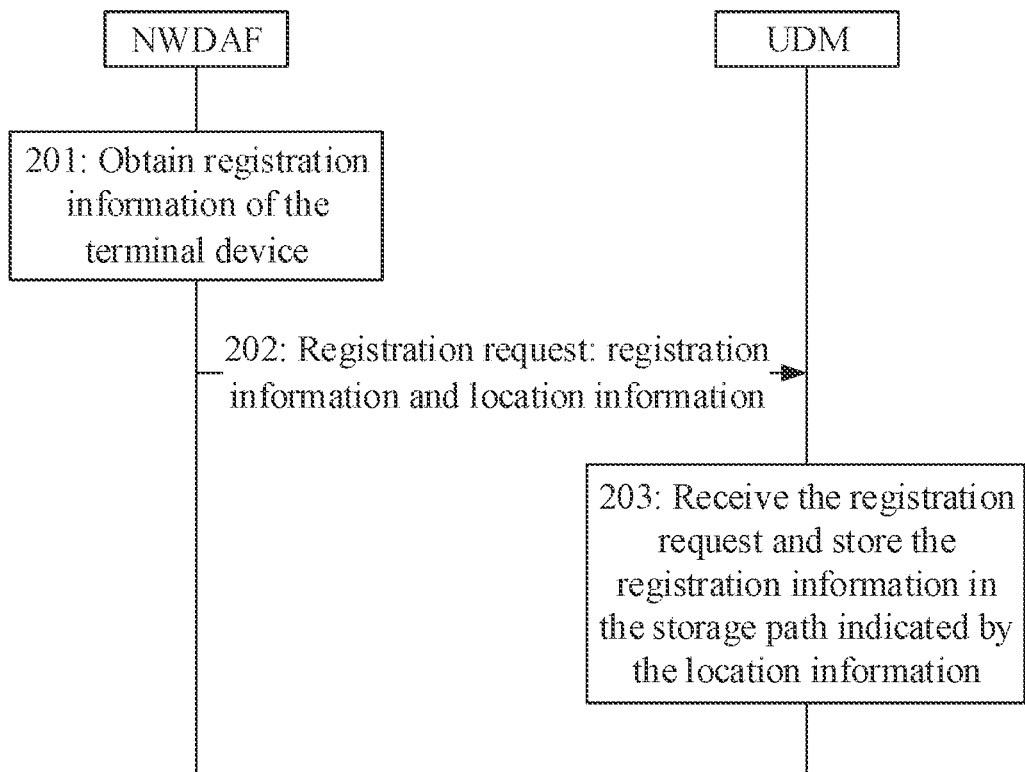 NWDAF
UDM
201: Obtain registration
information of the
terminal device
202: Registration request: registration
information and location information
203: Receive the registration
request and store the
registration information in
the storage path indicated by
the location information